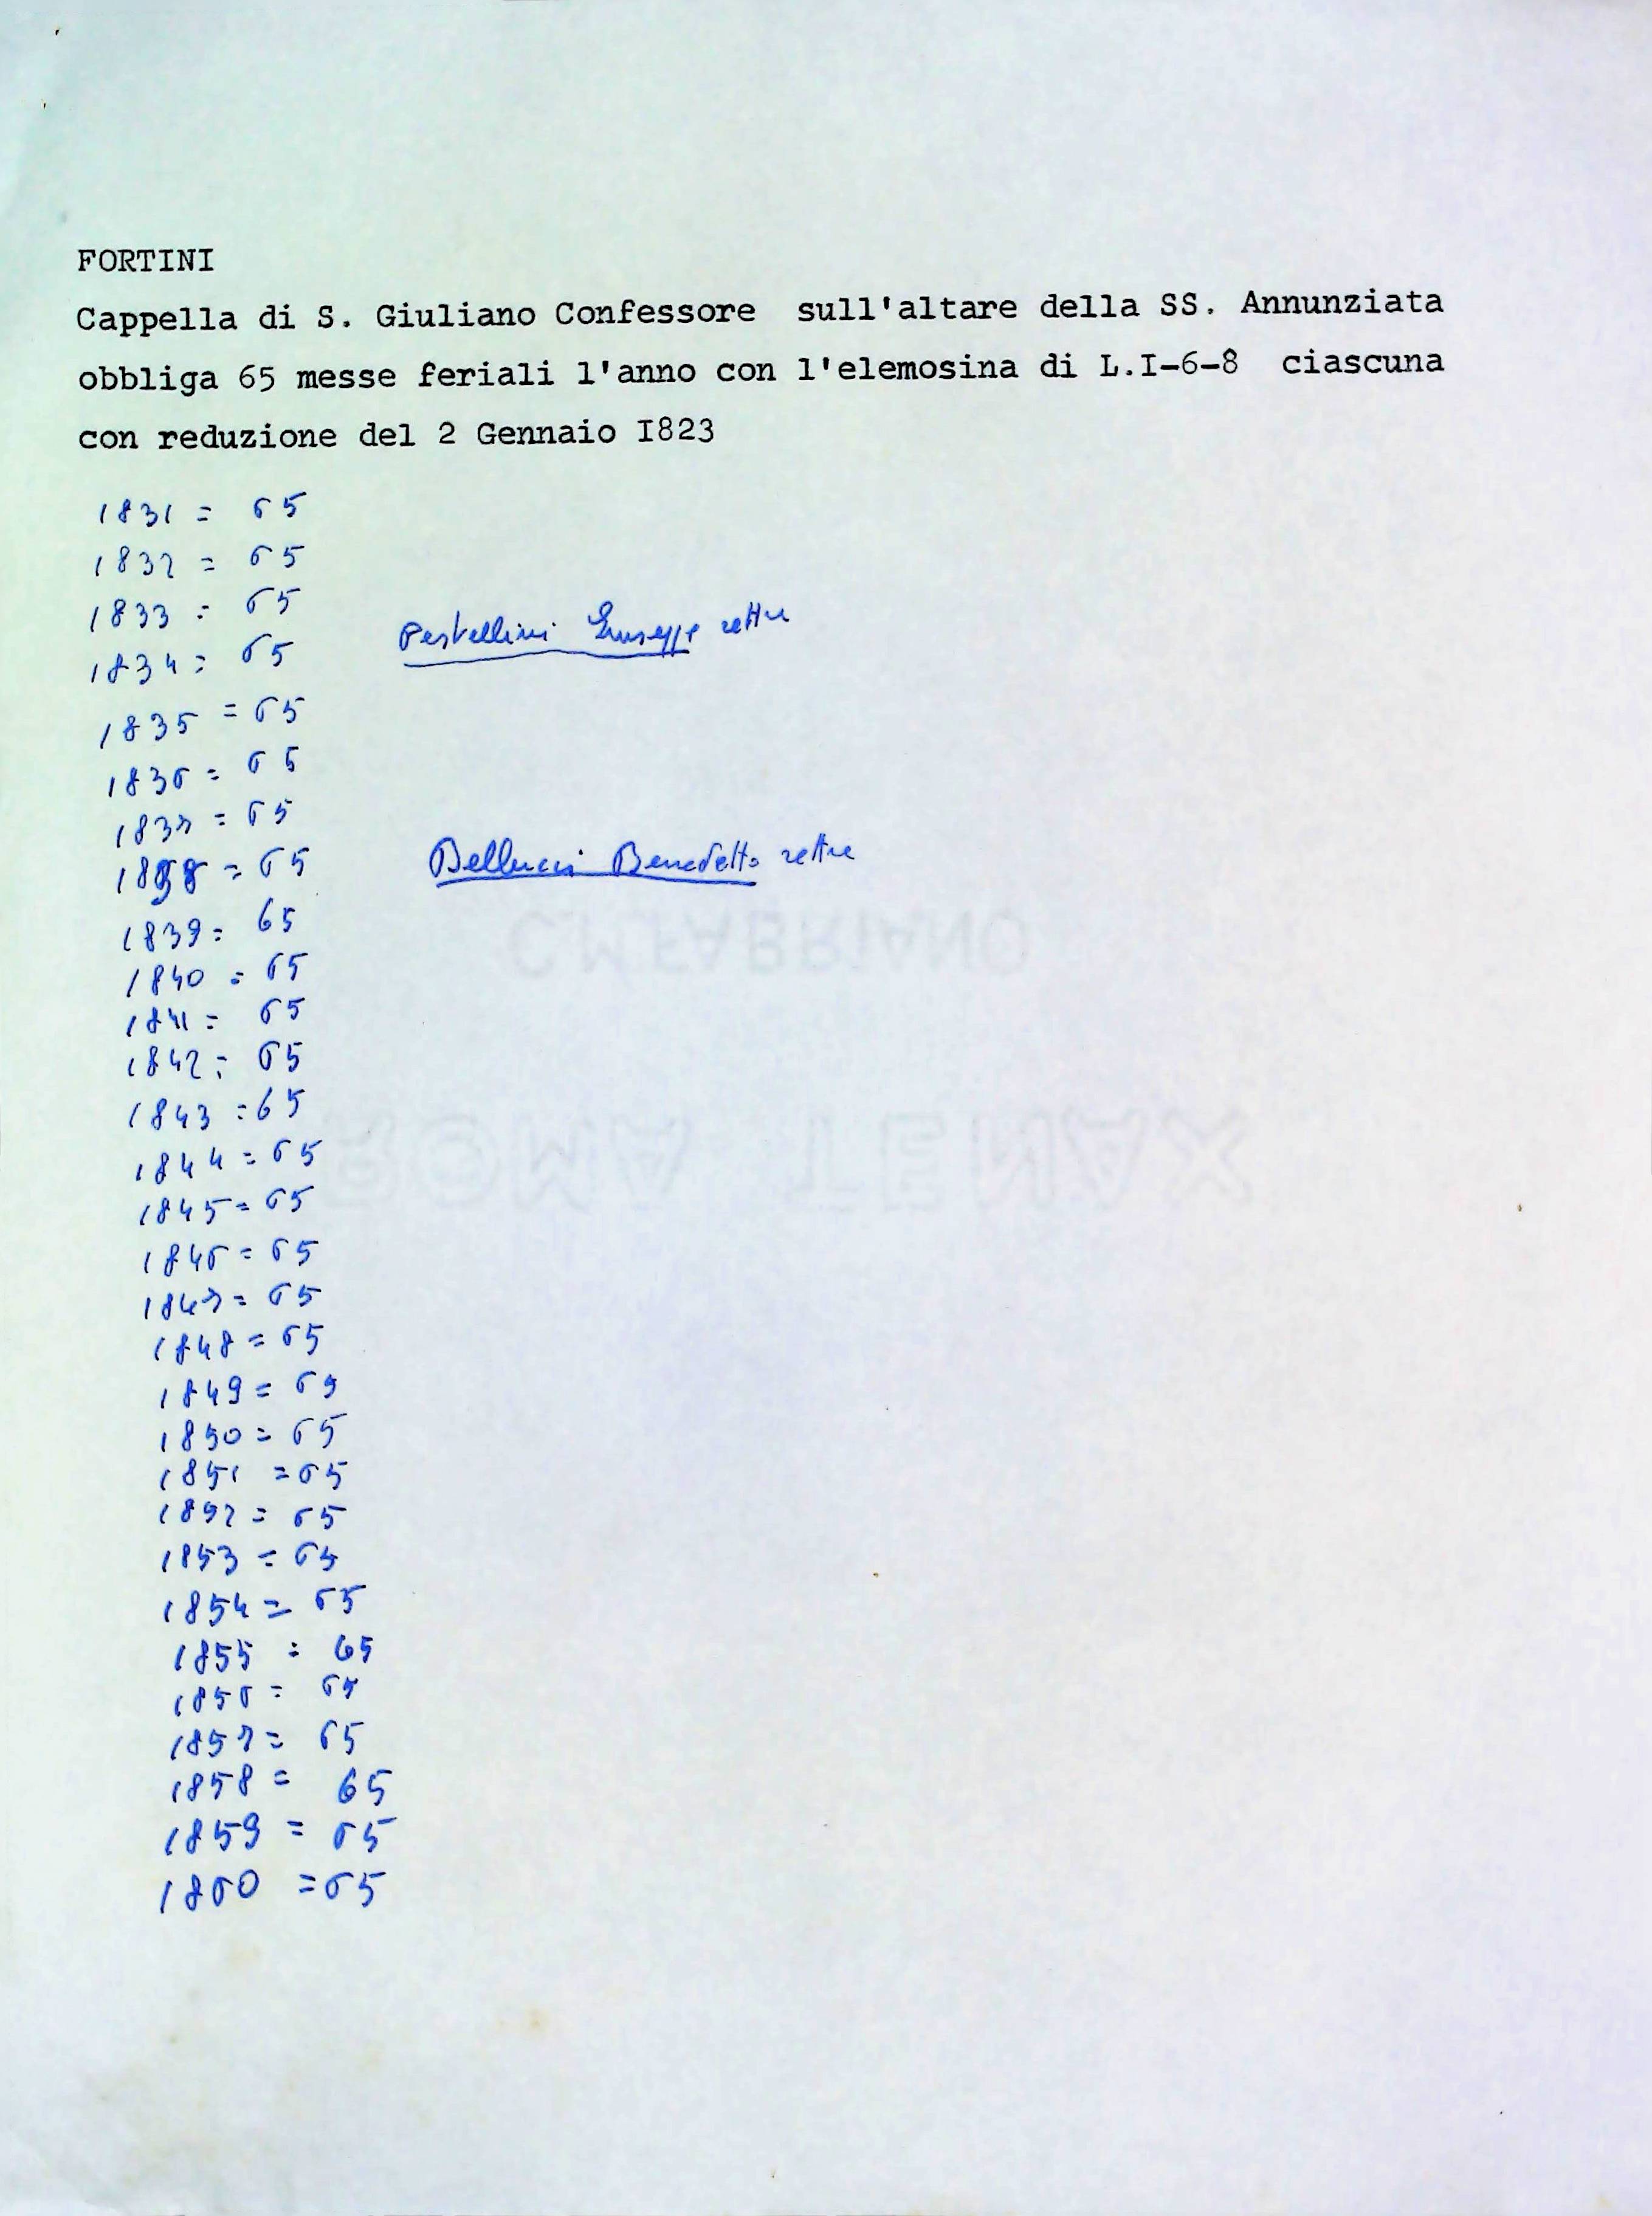 FORTINI
Cappella di S. Giuliano Confessore sull'altare della SS. Annunziata
obbliga 65 messe feriali l'anno con l'elemosina di L.I-6-8 ciascuna
con reduzione del 2 Gennaio I823
1831 = 65
1832 = 65
1833 = 65
Pestellini Giuseppe rettore
1834 = 65
1835 = 65
1836 = 65
1837 = 65
1838 = 65
Bellucci Benedetto rettore
1839 = 65
C.M.FABRIANO
1840 = 65
1841 = 65
1842 = 65
1843 = 65
1844 = 65
ROMA TENAX
1845 = 65
1846 = 65
1847 = 65
1848 = 65
1849 = 65
1850 = 65
1851 = 65
1852 = 65
1853 = 65
1854 = 65
1855 = 65
1856 = 65
1857 = 65
1858 = 65
1859 = 65
1860 = 65